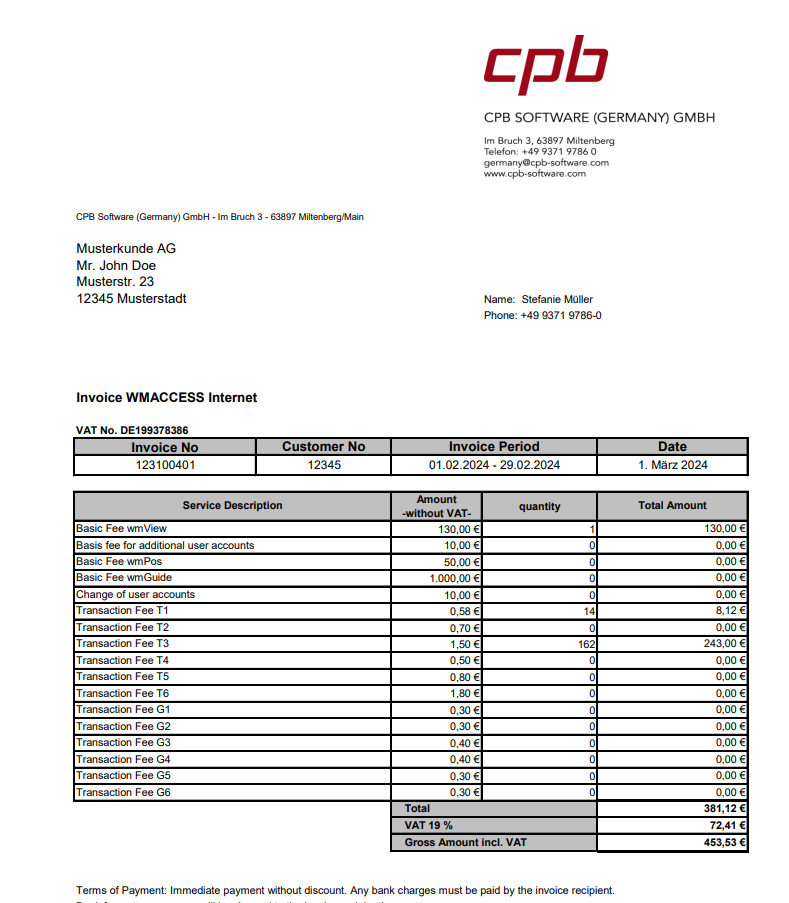 cpb
CPB SOFTWARE (GERMANY) GMBH
Im Bruch 3, 63897 Miltenberg
Telefon: +49 9371 9786 0
germany@cpb-software.com
www.cpb-software.com
CPB Software (Germany) GmbH - Im Bruch 3 - 63897 Miltenberg/Main
Musterkunde AG
Mr. John Doe
Musterstr. 23
12345 Musterstadt
Name: Stefanie Müller
Phone: +49 9371 9786-0
Invoice WMACCESS Internet
VAT No. DE199378386
Invoice No Customer No Invoice Period Date
123100401 12345 01.02.2024 - 29.02.2024 1. März 2024
Service Description Amount -without VAT- quantity Total Amount
Basic Fee wmView 130,00 € 1 130,00 €
Basis fee for additional user accounts 10,00 € 0 0,00 €
Basic Fee wmPos 50,00 € 0 0,00 €
Basic Fee wmGuide 1.000,00 € 0 0,00 €
Change of user accounts 10,00 € 0 0,00 €
Transaction Fee T1 0,58 € 14 8,12 €
Transaction Fee T2 0,70 € 0 0,00 €
Transaction Fee T3 1,50 € 162 243,00 €
Transaction Fee T4 0,50 € 0 0,00 €
Transaction Fee T5 0,80 € 0 0,00 €
Transaction Fee T6 1,80 € 0 0,00 €
Transaction Fee G1 0,30 € 0 0,00 €
Transaction Fee G2 0,30 € 0 0,00 €
Transaction Fee G3 0,40 € 0 0,00 €
Transaction Fee G4 0,40 € 0 0,00 €
Transaction Fee G5 0,30 € 0 0,00 €
Transaction Fee G6 0,30 € 0 0,00 €
Total 381,12 €
VAT 19 % 72,41 €
Gross Amount incl. VAT 453,53 €
Terms of Payment: Immediate payment without discount. Any bank charges must be paid by the invoice recipient.